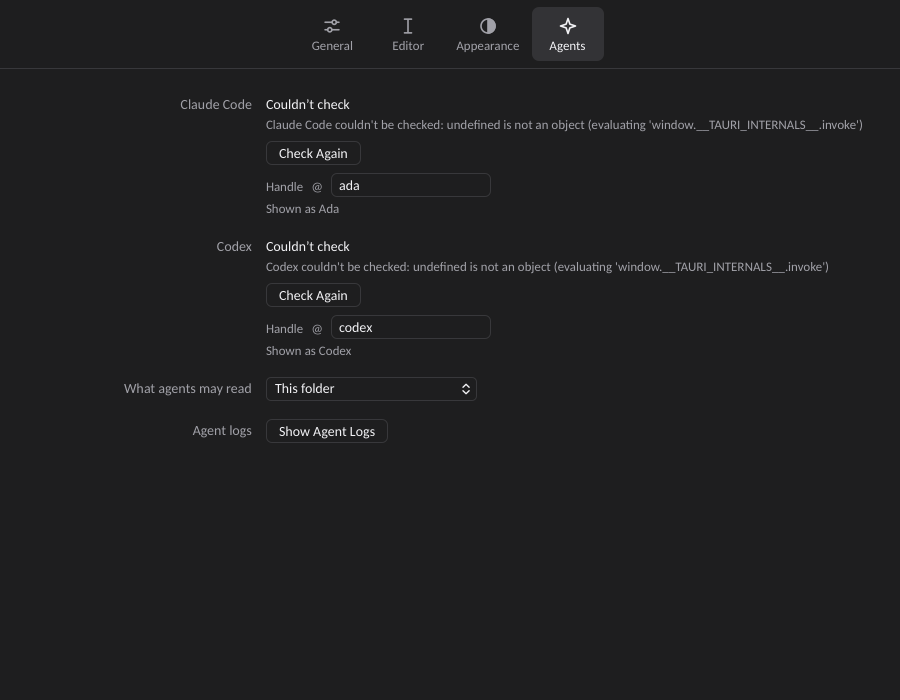 General
Editor
Appearance
Agents
Claude Code
Couldn’t check
Claude Code couldn't be checked: undefined is not an object (evaluating 'window.__TAURI_INTERNALS__.invoke')
Check Again
Handle @ ada
Shown as Ada
Codex
Couldn’t check
Codex couldn't be checked: undefined is not an object (evaluating 'window.__TAURI_INTERNALS__.invoke')
Check Again
Handle @ codex
Shown as Codex
What agents may read This folder
Agent logs Show Agent Logs